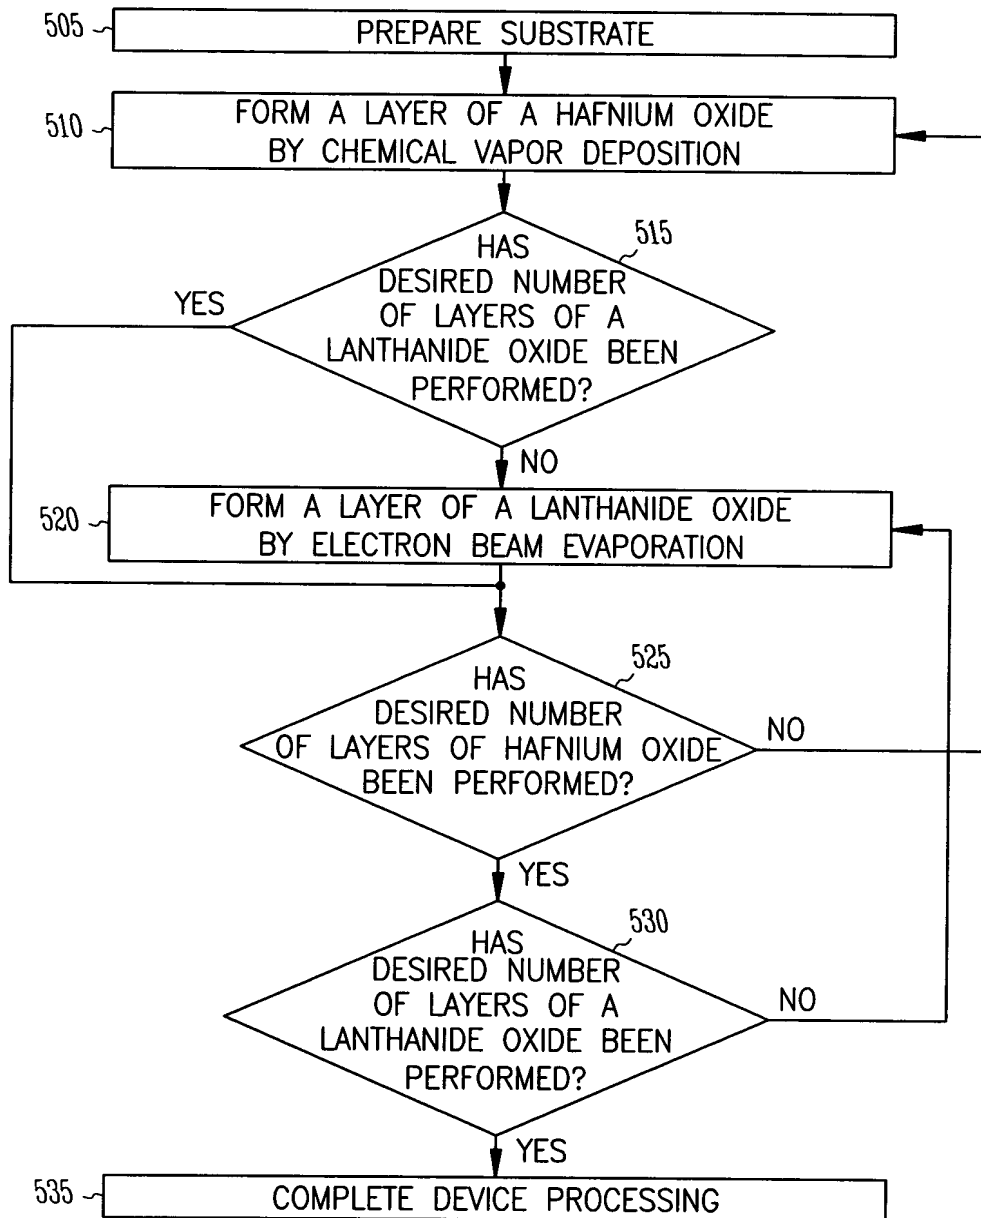 505
PREPARE SUBSTRATE
510
FORM A LAYER OF A HAFNIUM OXIDE
BY CHEMICAL VAPOR DEPOSITION
515
HAS
DESIRED NUMBER
OF LAYERS OF A
LANTHANIDE OXIDE BEEN
PERFORMED?
YES
NO
520
FORM A LAYER OF A LANTHANIDE OXIDE
BY ELECTRON BEAM EVAPORATION
525
HAS
DESIRED NUMBER
OF LAYERS OF HAFNIUM OXIDE
BEEN PERFORMED?
NO
YES
530
HAS
DESIRED NUMBER
OF LAYERS OF A
LANTHANIDE OXIDE BEEN
PERFORMED?
NO
YES
535
COMPLETE DEVICE PROCESSING